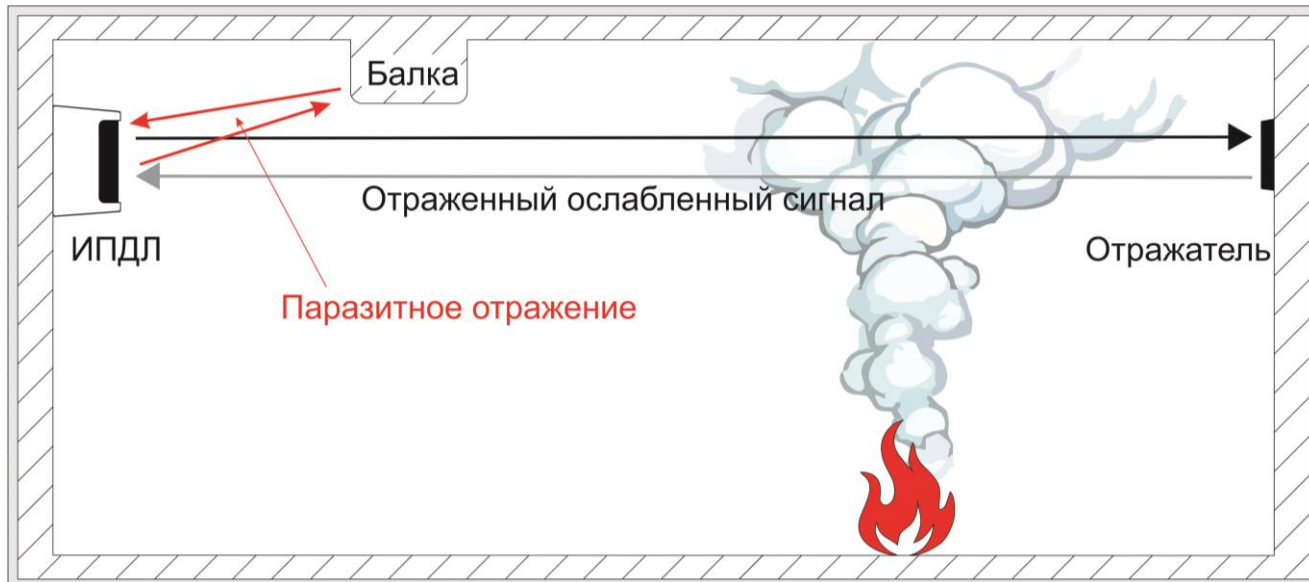 Балка
Отраженный ослабленный сигнал
ИПДЛ
Отражатель
Паразитное отражение